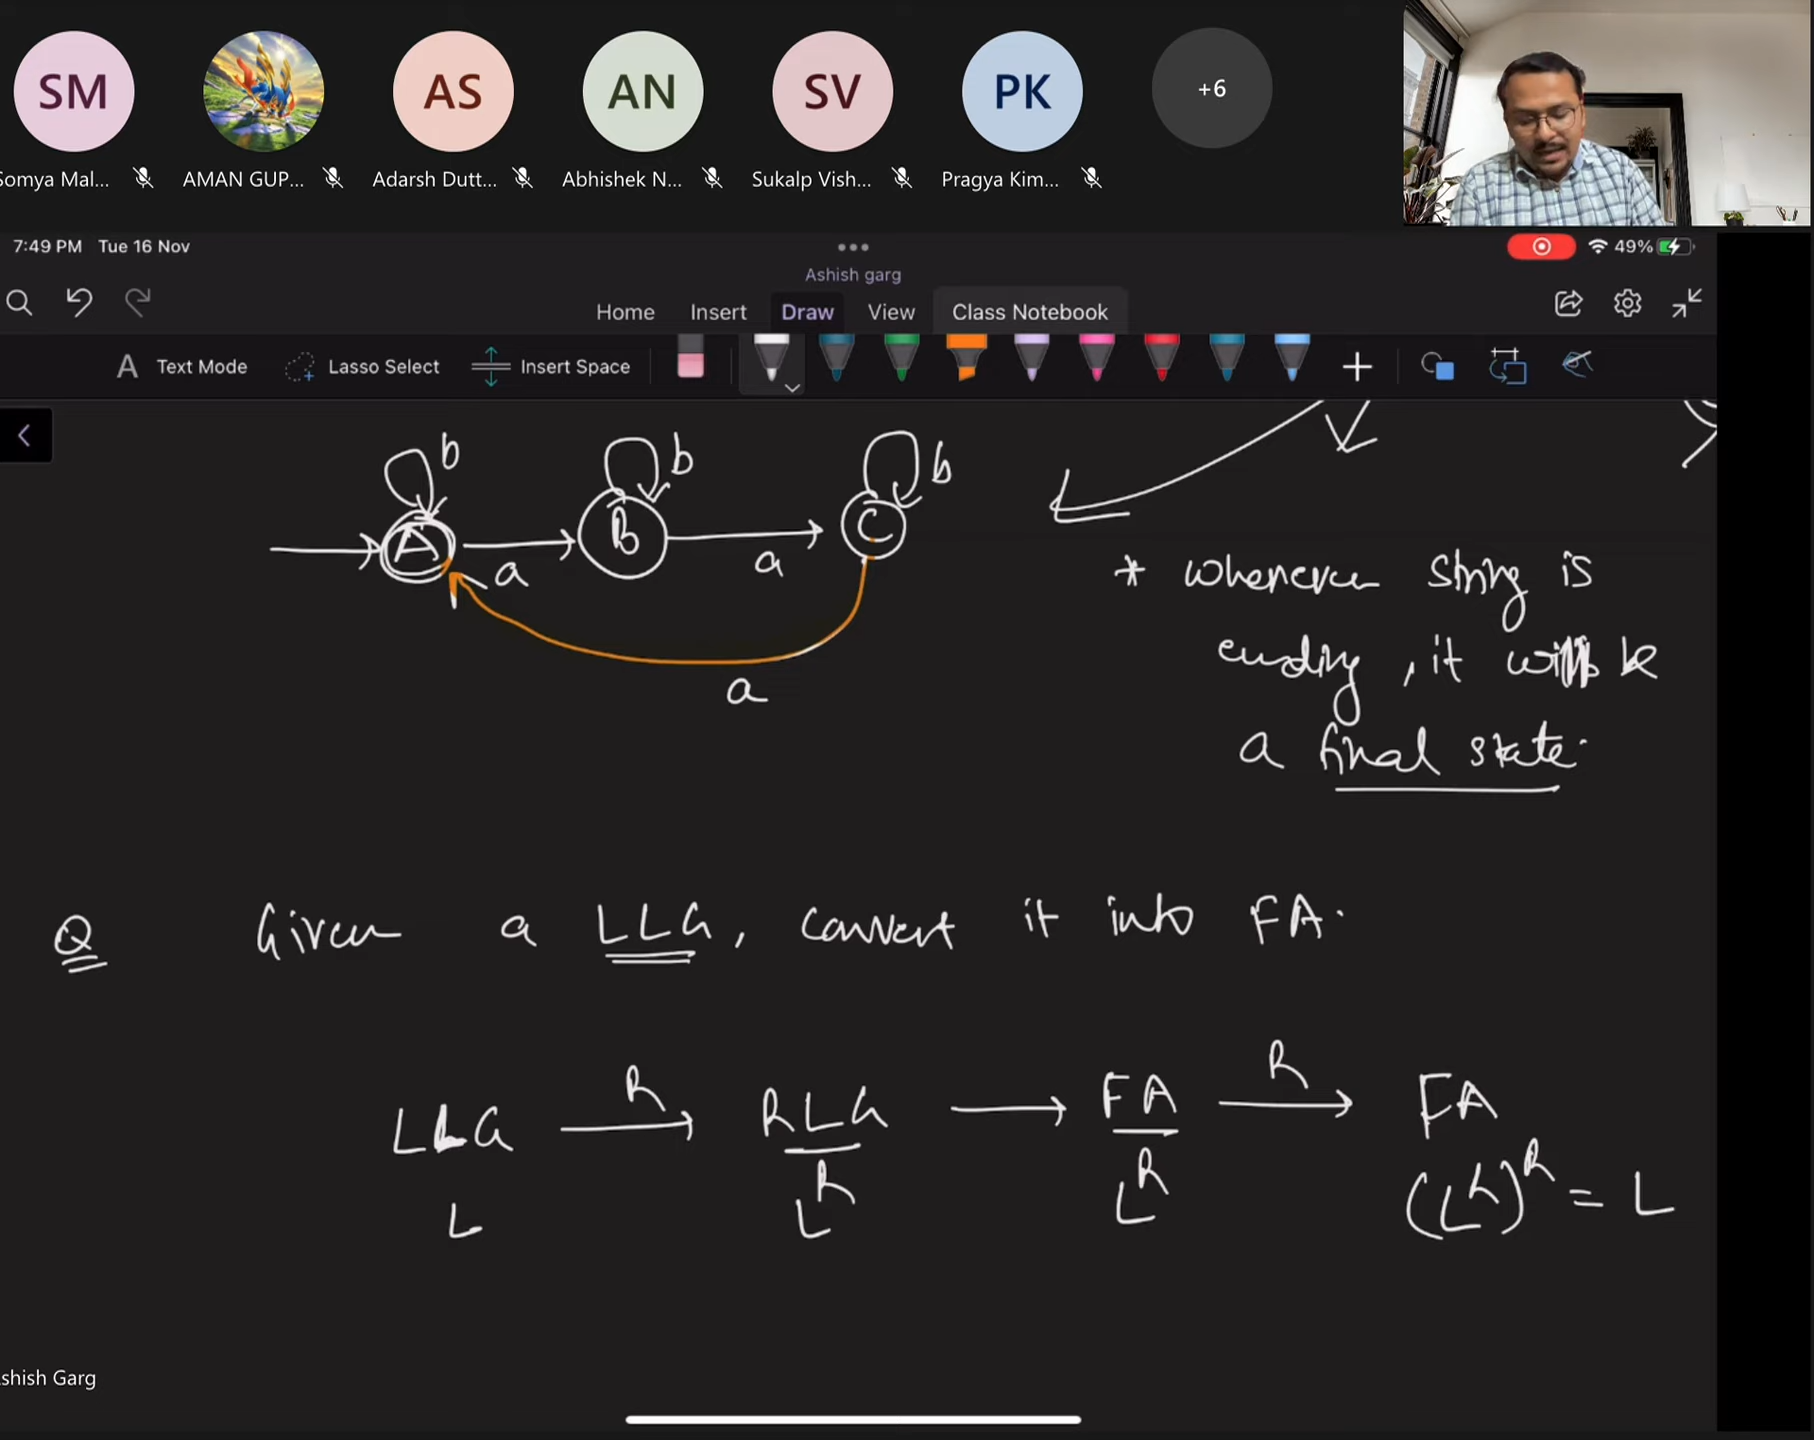 SM
AS
AN
SV
PK
+6
Somya Mal...
AMAN GUP...
Adarsh Dutt...
Abhishek N...
Sukalp Vish...
Pragya Kim...
7:49 PM Tue 16 Nov
49%
Ashish garg
Home Insert Draw View Class Notebook
A Text Mode Lasso Select Insert Space
b b b
A B C
a a
a
* whenever string is
ending, it will be
a final state.
Q Given a LLG, convert it into FA.
R R
LLG RLG FA FA
L L^R L^R (L^R)^R = L
shish Garg